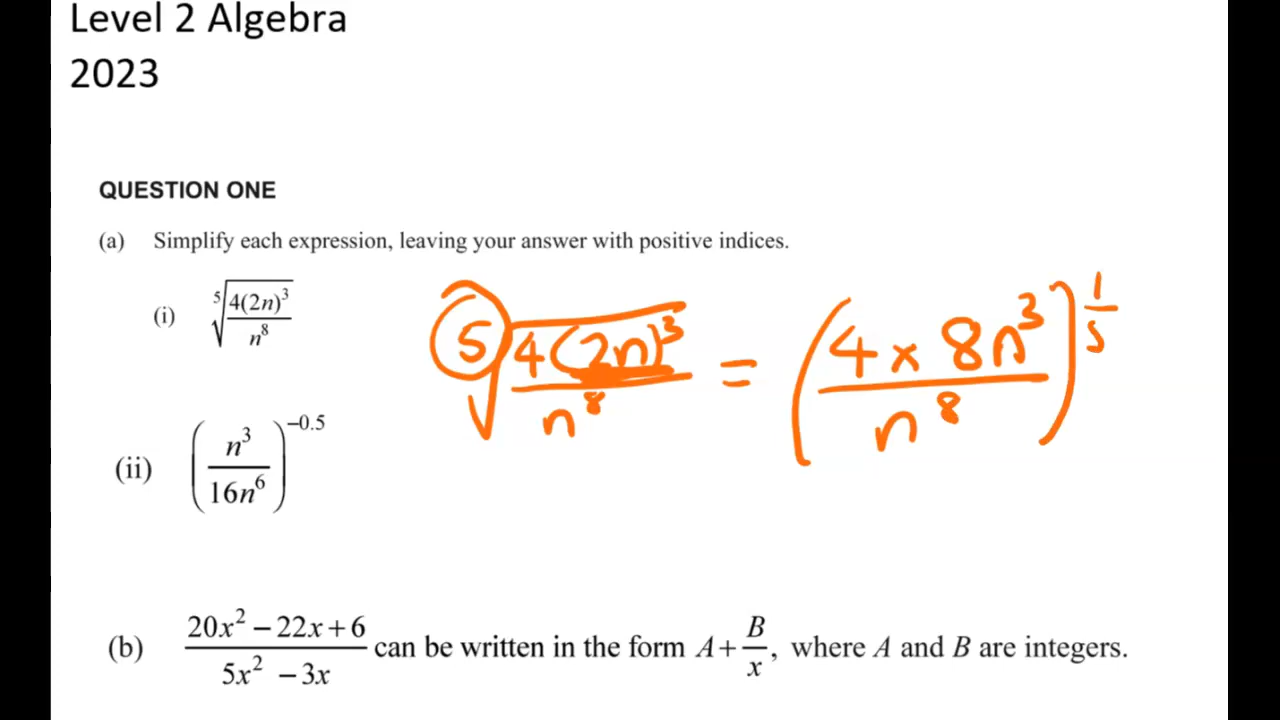 Level 2 Algebra
2023
QUESTION ONE
(a) Simplify each expression, leaving your answer with positive indices.
(i) ⁵√(4(2n)³/n⁸) ⁵√(4(2n)³/n⁸) = (4 × 8n³/n⁸)^(1/5)
(ii) (n³/16n⁶)^(−0.5)
(b) (20x² − 22x + 6)/(5x² − 3x) can be written in the form A + B/x, where A and B are integers.